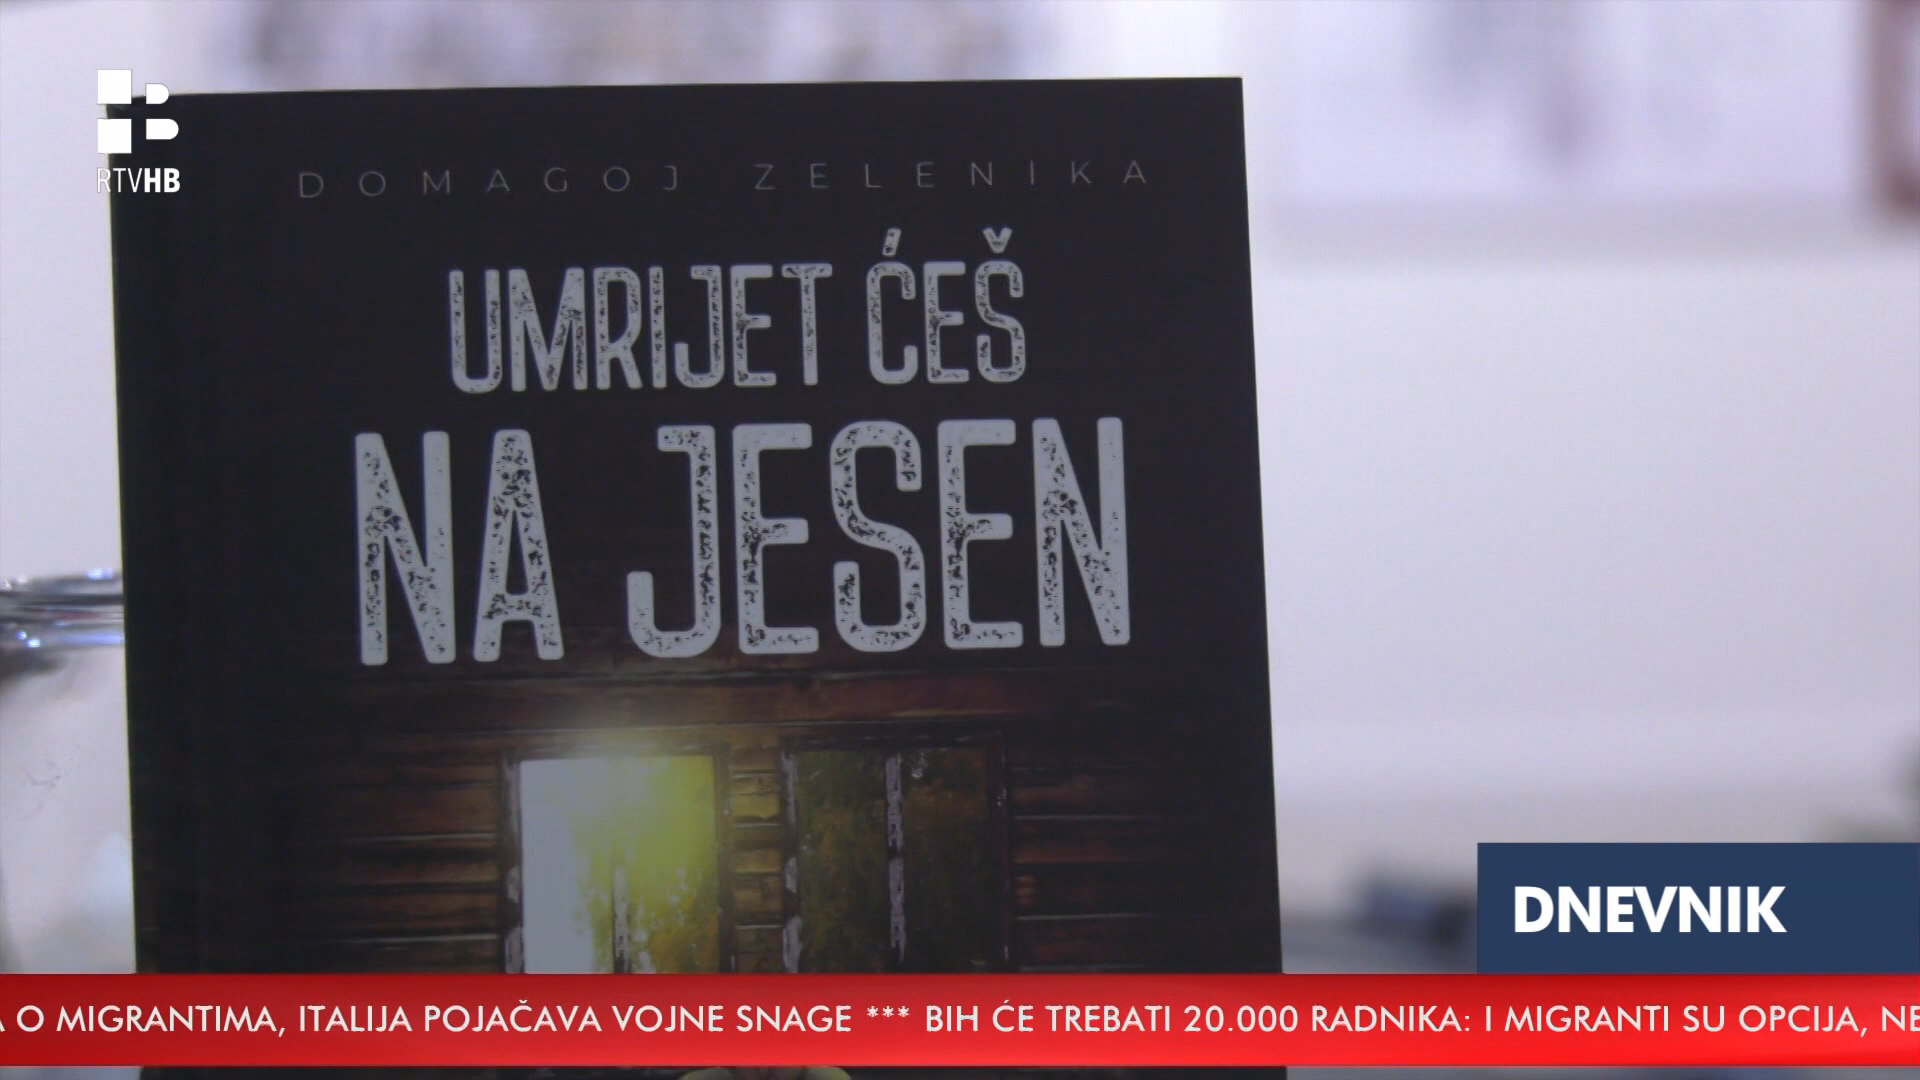 RTVHB
DOMAGOJ ZELENIKA
UMRIJET ĆEŠ
NA JESEN
DNEVNIK
O MIGRANTIMA, ITALIJA POJAČAVA VOJNE SNAGE *** BIH ĆE TREBATI 20.000 RADNIKA: I MIGRANTI SU OPCIJA,